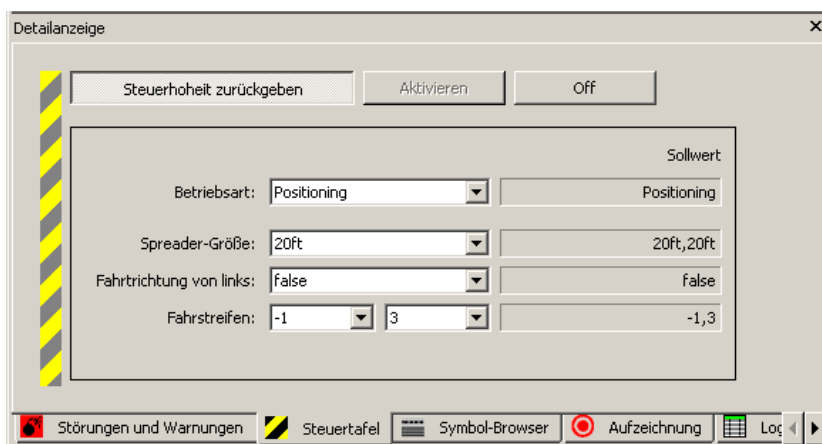 Detailanzeige
Steuerhoheit zurückgeben Aktivieren Off
Sollwert
Betriebsart: Positioning Positioning
Spreader-Größe: 20ft 20ft,20ft
Fahrtrichtung von links: false false
Fahrstreifen: -1 3 -1,3
Störungen und Warnungen Steuertafel Symbol-Browser Aufzeichnung